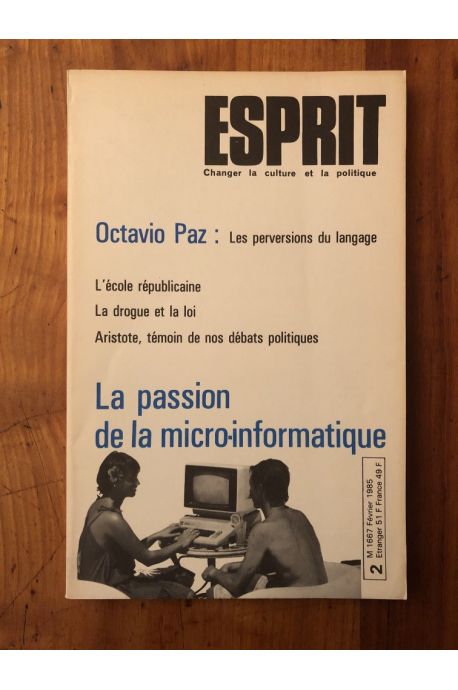 ESPRIT
Changer la culture et la politique
Octavio Paz : Les perversions du langage
L'école républicaine
La drogue et la loi
Aristote, témoin de nos débats politiques
La passion
de la micro-informatique
2 M 1667 Février 1985
Etranger 51 F France 49 F